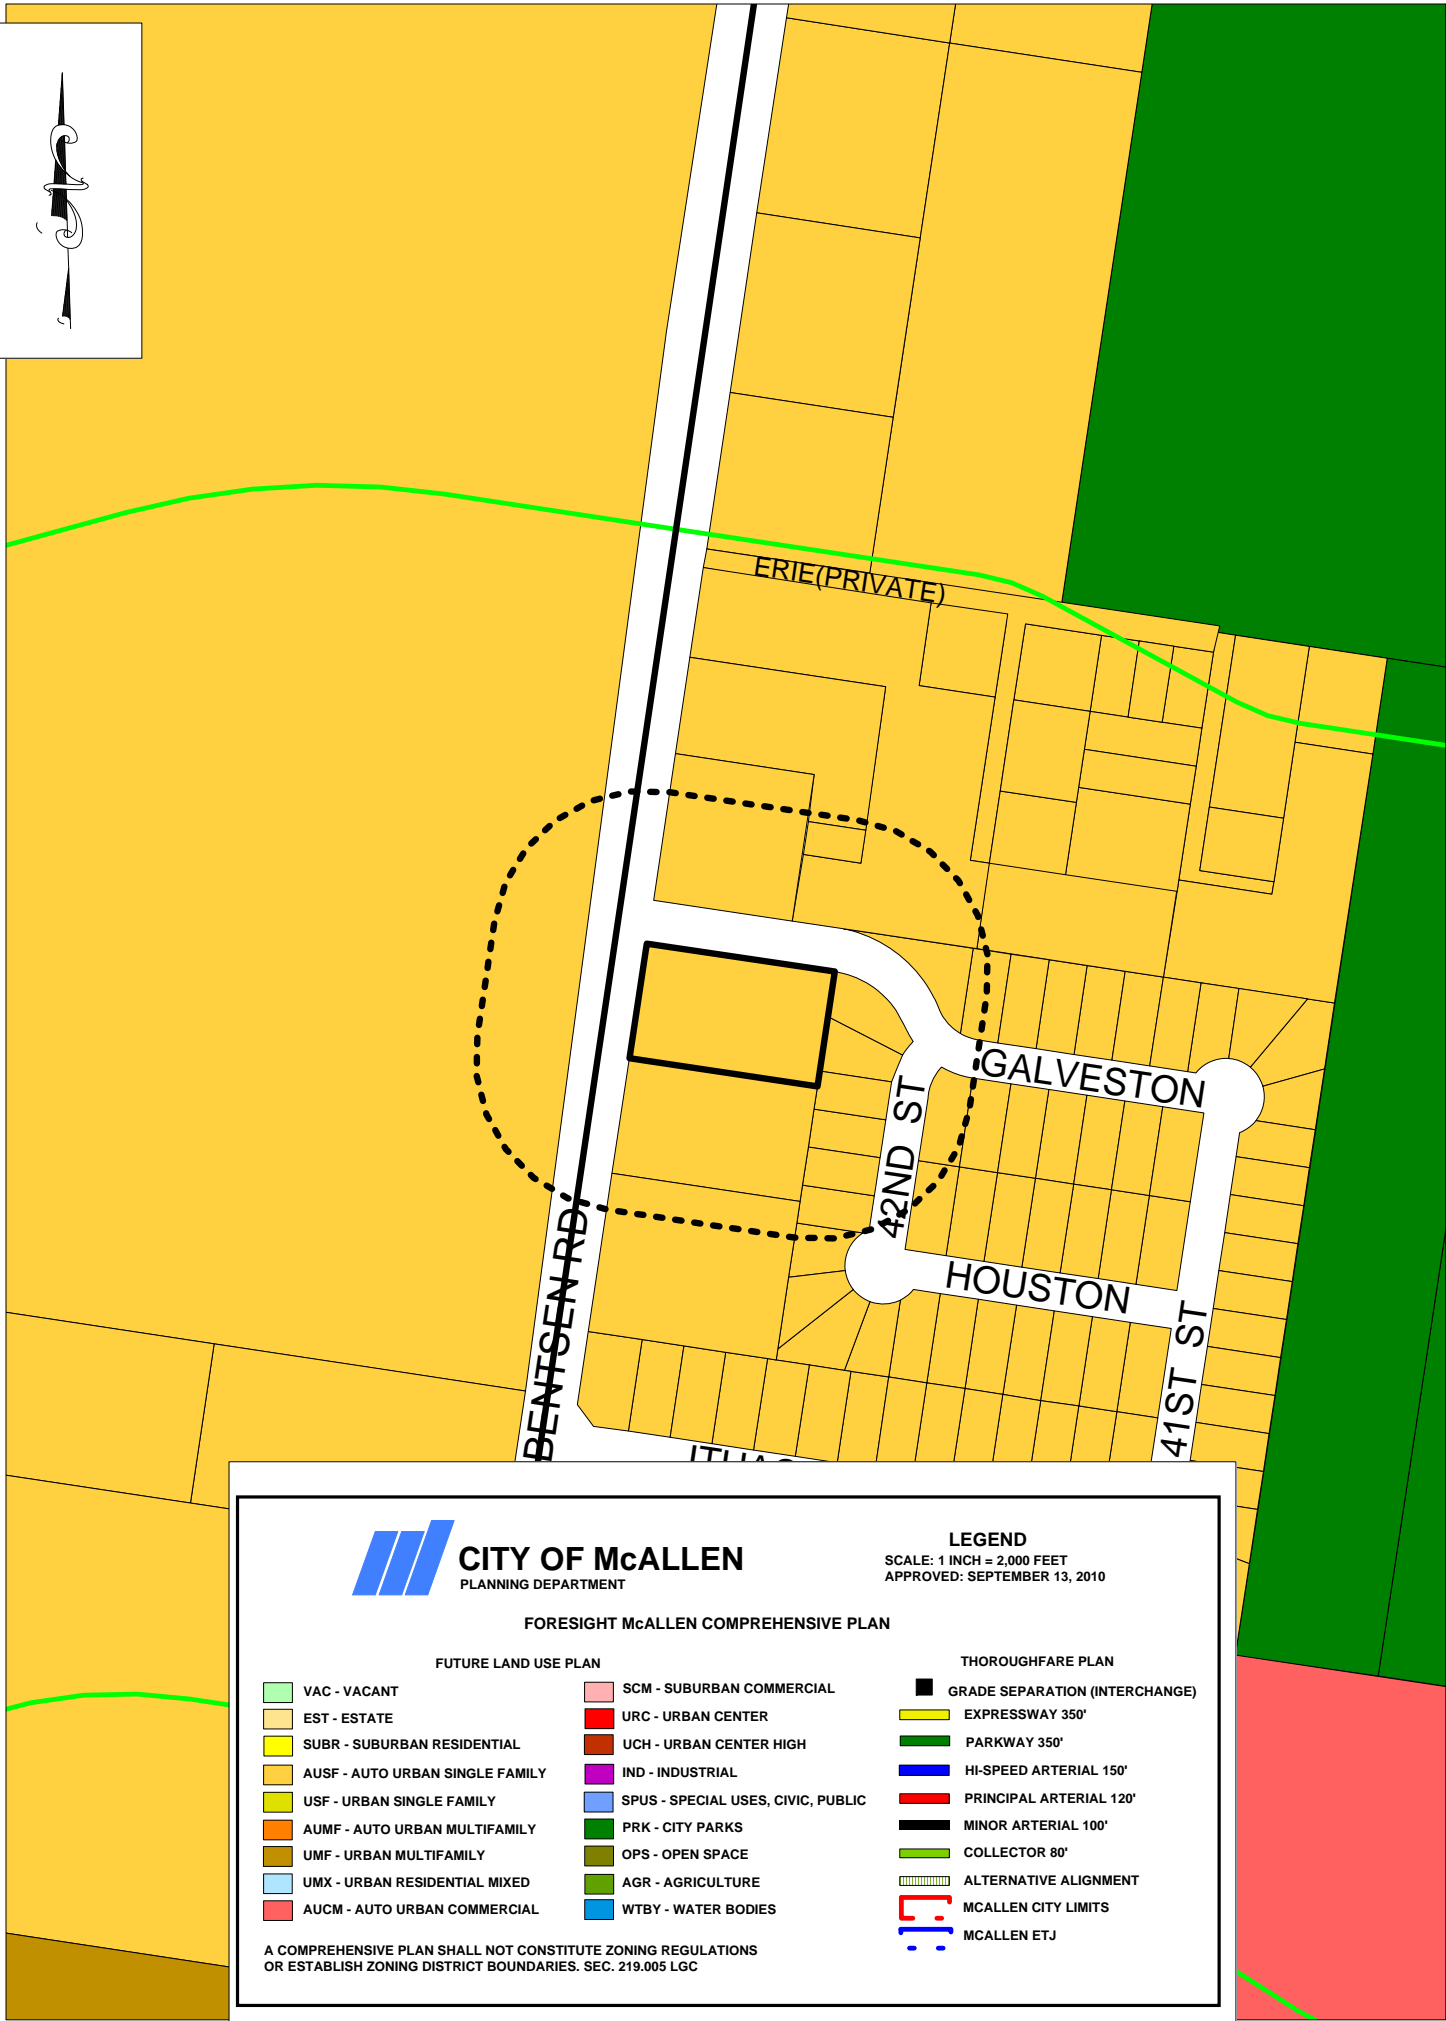 ERIE(PRIVATE)
GALVESTON
42ND ST
HOUSTON
BENTSEN RD
41ST ST
CITY OF McALLEN
PLANNING DEPARTMENT
LEGEND
SCALE: 1 INCH = 2,000 FEET
APPROVED: SEPTEMBER 13, 2010
FORESIGHT McALLEN COMPREHENSIVE PLAN
FUTURE LAND USE PLAN
VAC - VACANT
EST - ESTATE
SUBR - SUBURBAN RESIDENTIAL
AUSF - AUTO URBAN SINGLE FAMILY
USF - URBAN SINGLE FAMILY
AUMF - AUTO URBAN MULTIFAMILY
UMF - URBAN MULTIFAMILY
UMX - URBAN RESIDENTIAL MIXED
AUCM - AUTO URBAN COMMERCIAL
SCM - SUBURBAN COMMERCIAL
URC - URBAN CENTER
UCH - URBAN CENTER HIGH
IND - INDUSTRIAL
SPUS - SPECIAL USES, CIVIC, PUBLIC
PRK - CITY PARKS
OPS - OPEN SPACE
AGR - AGRICULTURE
WTBY - WATER BODIES
THOROUGHFARE PLAN
GRADE SEPARATION (INTERCHANGE)
EXPRESSWAY 350'
PARKWAY 350'
HI-SPEED ARTERIAL 150'
PRINCIPAL ARTERIAL 120'
MINOR ARTERIAL 100'
COLLECTOR 80'
ALTERNATIVE ALIGNMENT
MCALLEN CITY LIMITS
MCALLEN ETJ
A COMPREHENSIVE PLAN SHALL NOT CONSTITUTE ZONING REGULATIONS
OR ESTABLISH ZONING DISTRICT BOUNDARIES. SEC. 219.005 LGC